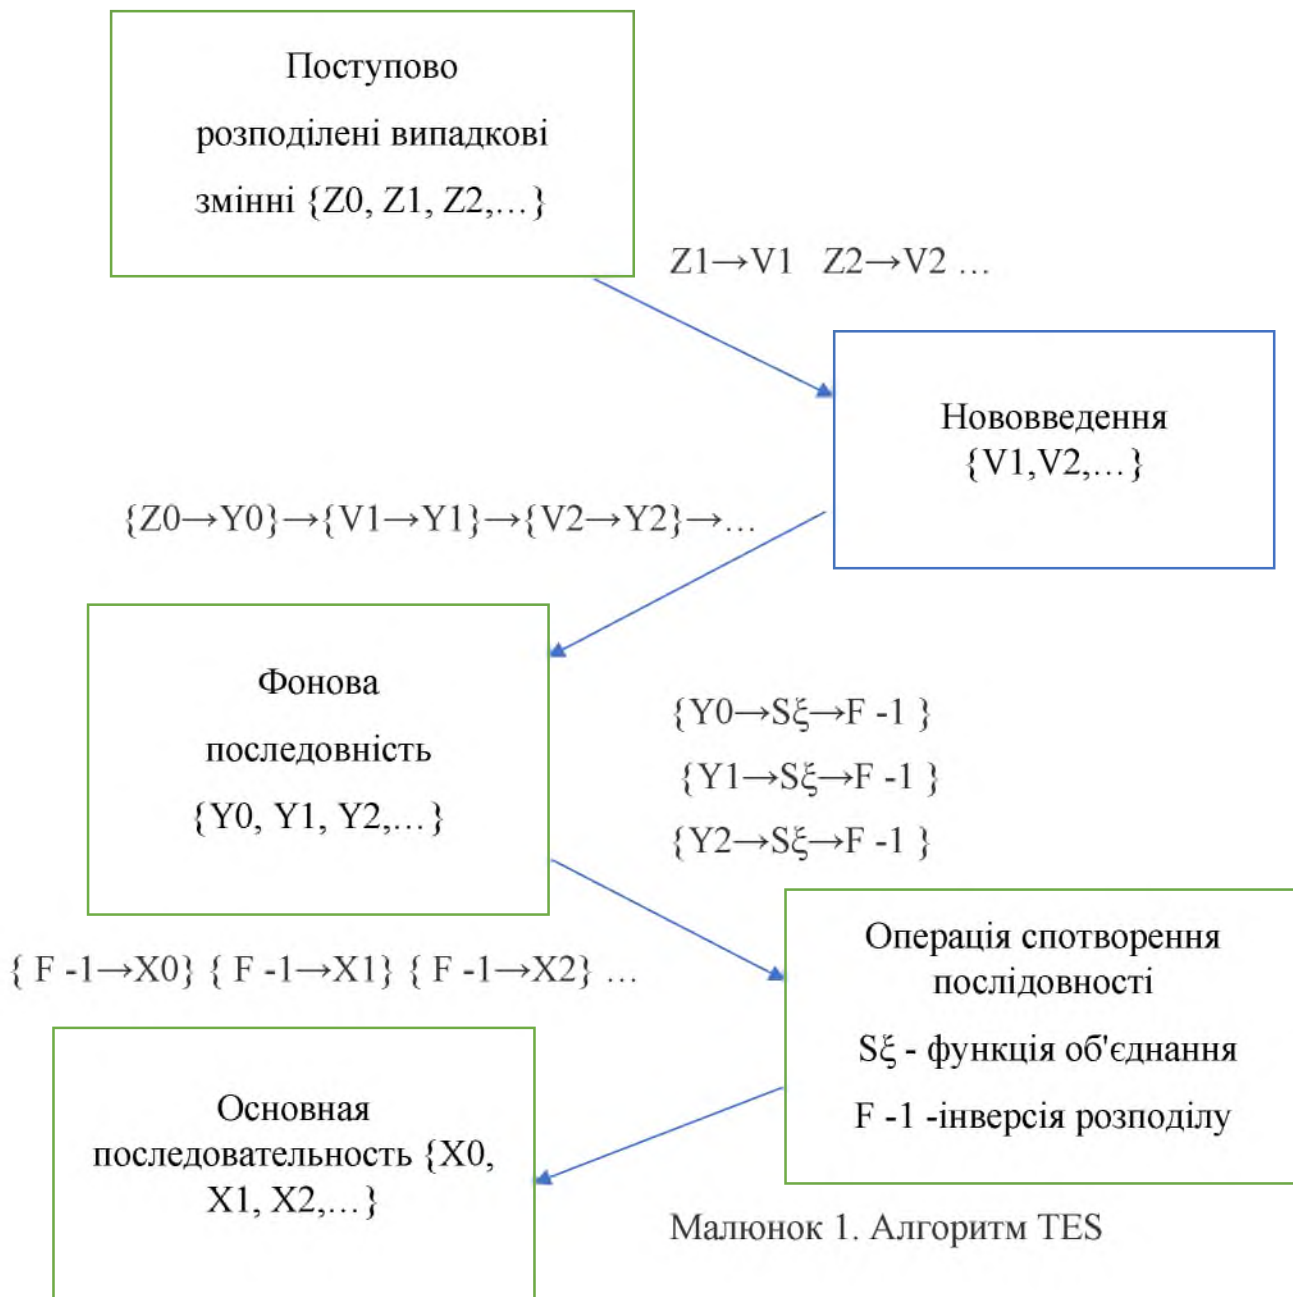 Поступово
розподілені випадкові
змінні {Z0, Z1, Z2,…}
Z1→V1 Z2→V2 …
Нововведення
{V1,V2,…}
{Z0→Y0}→{V1→Y1}→{V2→Y2}→…
Фонова
последовність
{Y0, Y1, Y2,…}
{Y0→Sξ→F -1 }
{Y1→Sξ→F -1 }
{Y2→Sξ→F -1 }
Операція спотворення
послідовності
Sξ - функція об'єднання
F -1 -інверсія розподілу
{ F -1→X0} { F -1→X1} { F -1→X2} …
Основная
последовательность {X0,
X1, X2,…}
Малюнок 1. Алгоритм TES